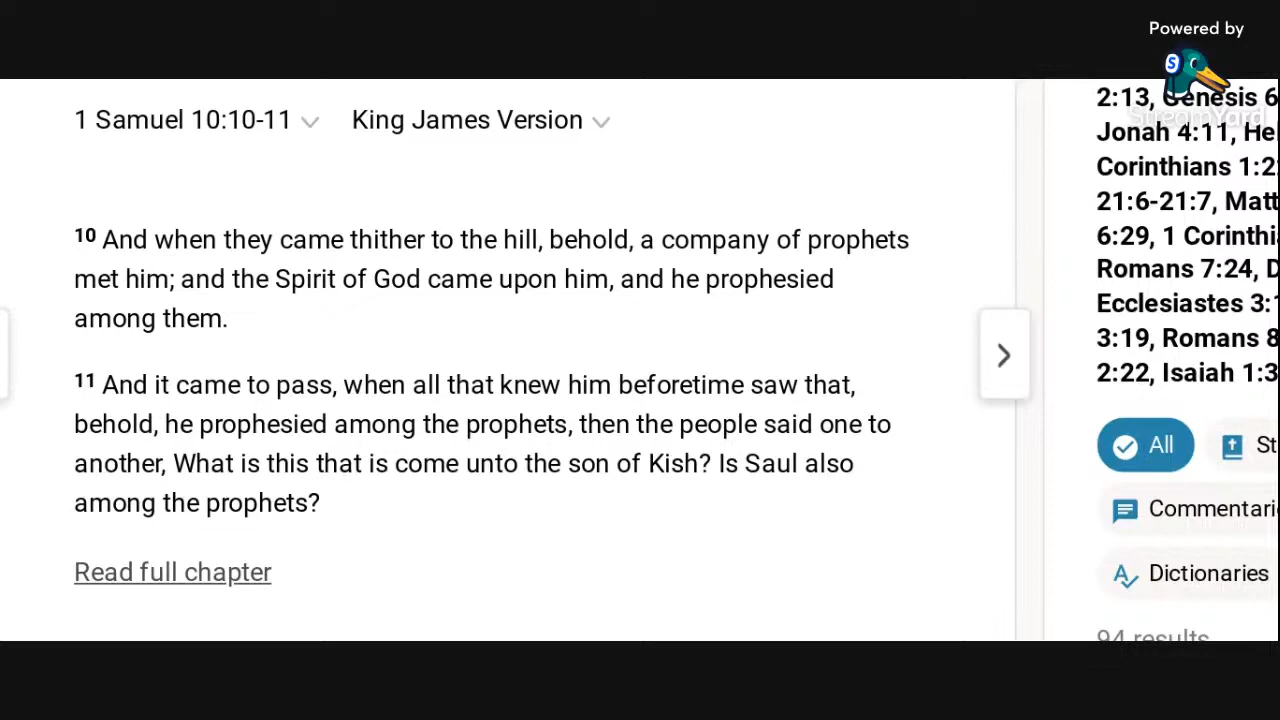 Powered by
S
StreamYard
1 Samuel 10:10-11
King James Version
10 And when they came thither to the hill, behold, a company of prophets
met him; and the Spirit of God came upon him, and he prophesied
among them.
11 And it came to pass, when all that knew him beforetime saw that,
behold, he prophesied among the prophets, then the people said one to
another, What is this that is come unto the son of Kish? Is Saul also
among the prophets?
Read full chapter
2:13, Genesis 6
Jonah 4:11, He
Corinthians 1:2
21:6-21:7, Matt
6:29, 1 Corinthi
Romans 7:24, D
Ecclesiastes 3:1
3:19, Romans 8
2:22, Isaiah 1:3
All
St
Commentari
Dictionaries
94 results